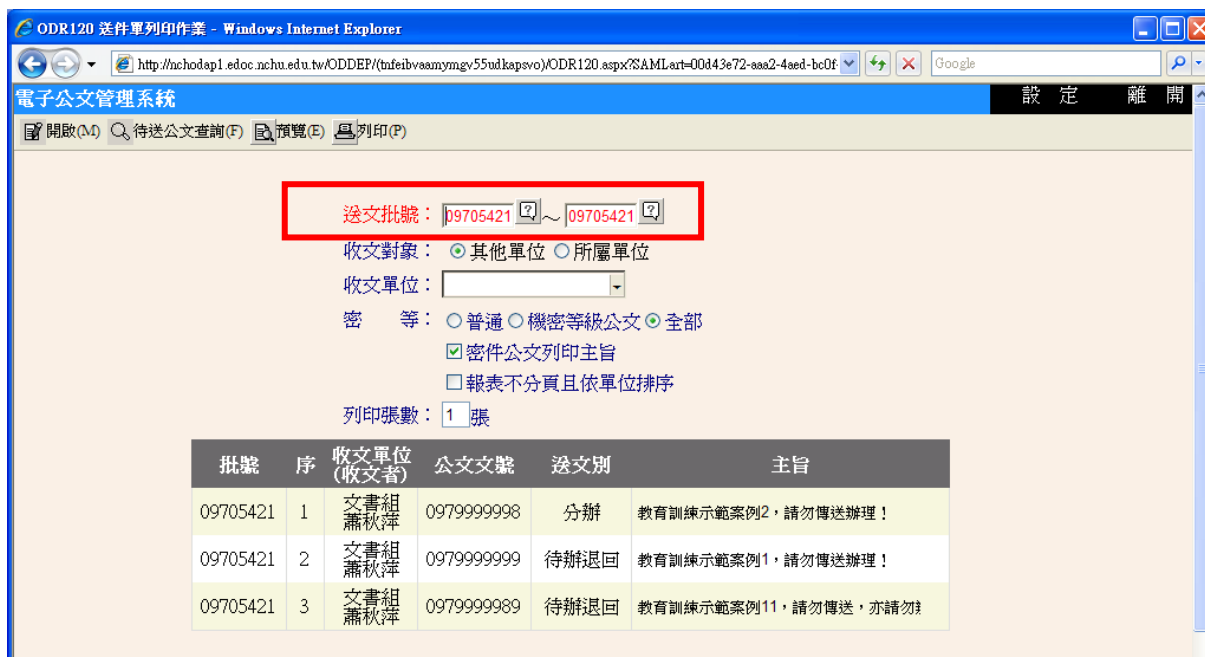 ODR120 送件單列印作業 - Windows Internet Explorer
http://nchodap1.edoc.nchu.edu.tw/ODDEP/(tnfeibvaamymgv55udkapsvo)/ODR120.aspx?SAMLart=00d43e72-aaa2-4aed-bc0f
Google
電子公文管理系統 設 定 離 開
開啟(M) 待送公文查詢(F) 預覽(E) 列印(P)
送文批號： 09705421 ～ 09705421
收文對象： 其他單位 所屬單位
收文單位：
密 等： 普通 機密等級公文 全部
密件公文列印主旨
報表不分頁且依單位排序
列印張數： 1 張
批號 序 收文單位 (收文者) 公文文號 送文別 主旨
09705421 1 文書組 蕭秋萍 0979999998 分辦 教育訓練示範案例2，請勿傳送辦理！
09705421 2 文書組 蕭秋萍 0979999999 待辦退回 教育訓練示範案例1，請勿傳送辦理！
09705421 3 文書組 蕭秋萍 0979999989 待辦退回 教育訓練示範案例11，請勿傳送，亦請勿